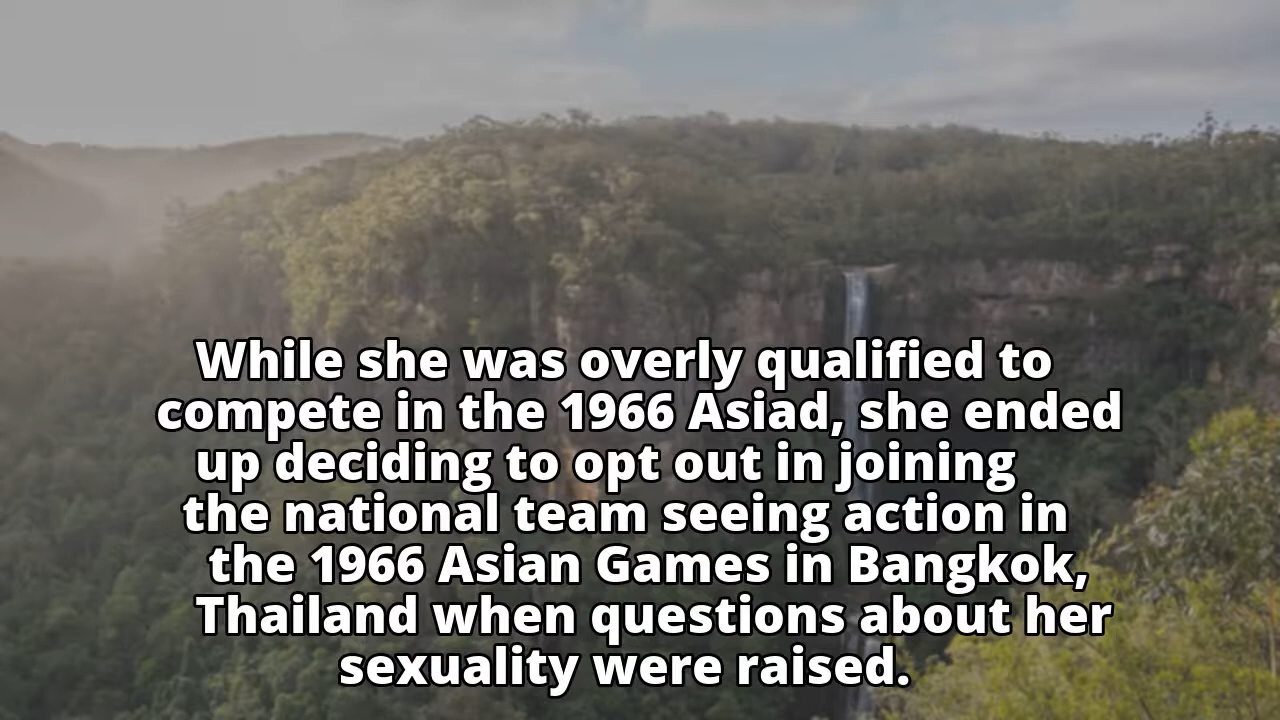 While she was overly qualified to
compete in the 1966 Asiad, she ended
up deciding to opt out in joining
the national team seeing action in
the 1966 Asian Games in Bangkok,
Thailand when questions about her
sexuality were raised.